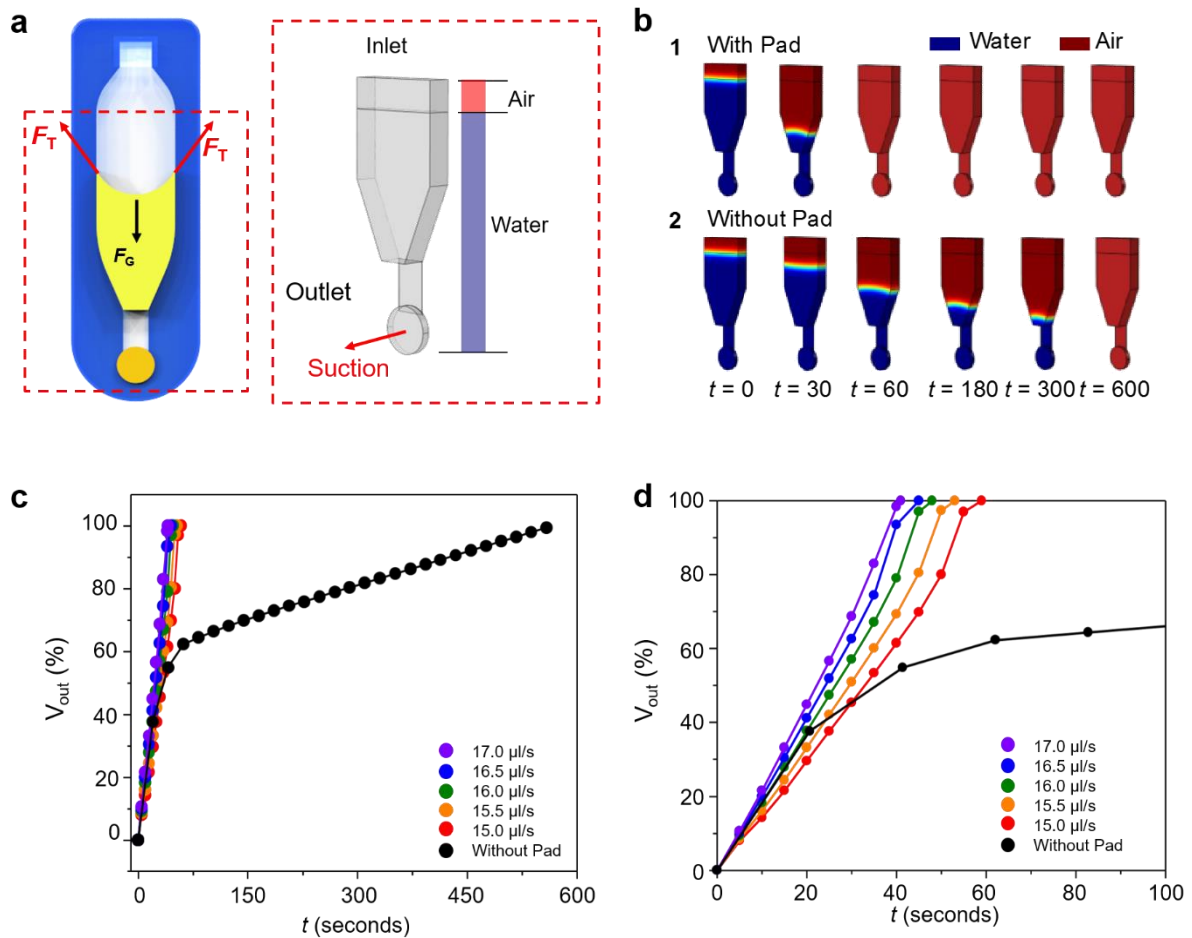 a
Inlet
Air
Water
Outlet
Suction
F_T
F_T
F_G
b
1 With Pad
Water Air
2 Without Pad
t = 0 t = 30 t = 60 t = 180 t = 300 t = 600
c
V_out (%)
100
80
60
40
20
0
17.0 µl/s
16.5 µl/s
16.0 µl/s
15.5 µl/s
15.0 µl/s
Without Pad
0 150 300 450 600
t (seconds)
d
V_out (%)
100
80
60
40
20
0
17.0 µl/s
16.5 µl/s
16.0 µl/s
15.5 µl/s
15.0 µl/s
Without Pad
0 20 40 60 80 100
t (seconds)